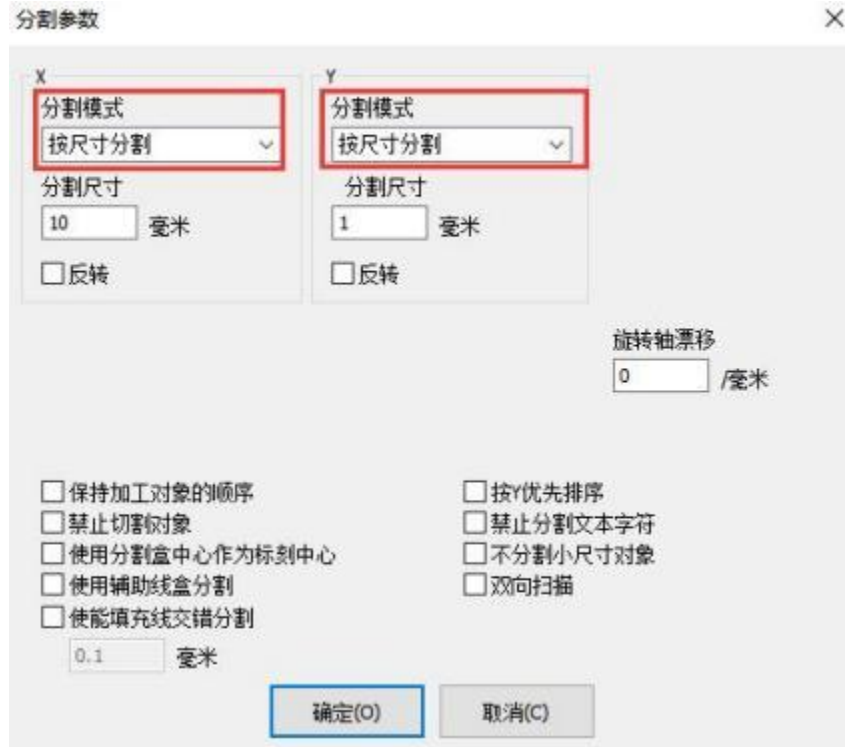 分割参数
X
分割模式
按尺寸分割
分割尺寸
10 毫米
反转
Y
分割模式
按尺寸分割
分割尺寸
1 毫米
反转
旋转轴漂移
0 /毫米
保持加工对象的顺序
禁止切割对象
使用分割盒中心作为标刻中心
使用辅助线盒分割
使能填充线交错分割
0.1 毫米
按Y优先排序
禁止分割文本字符
不分割小尺寸对象
双向扫描
确定(O)
取消(C)